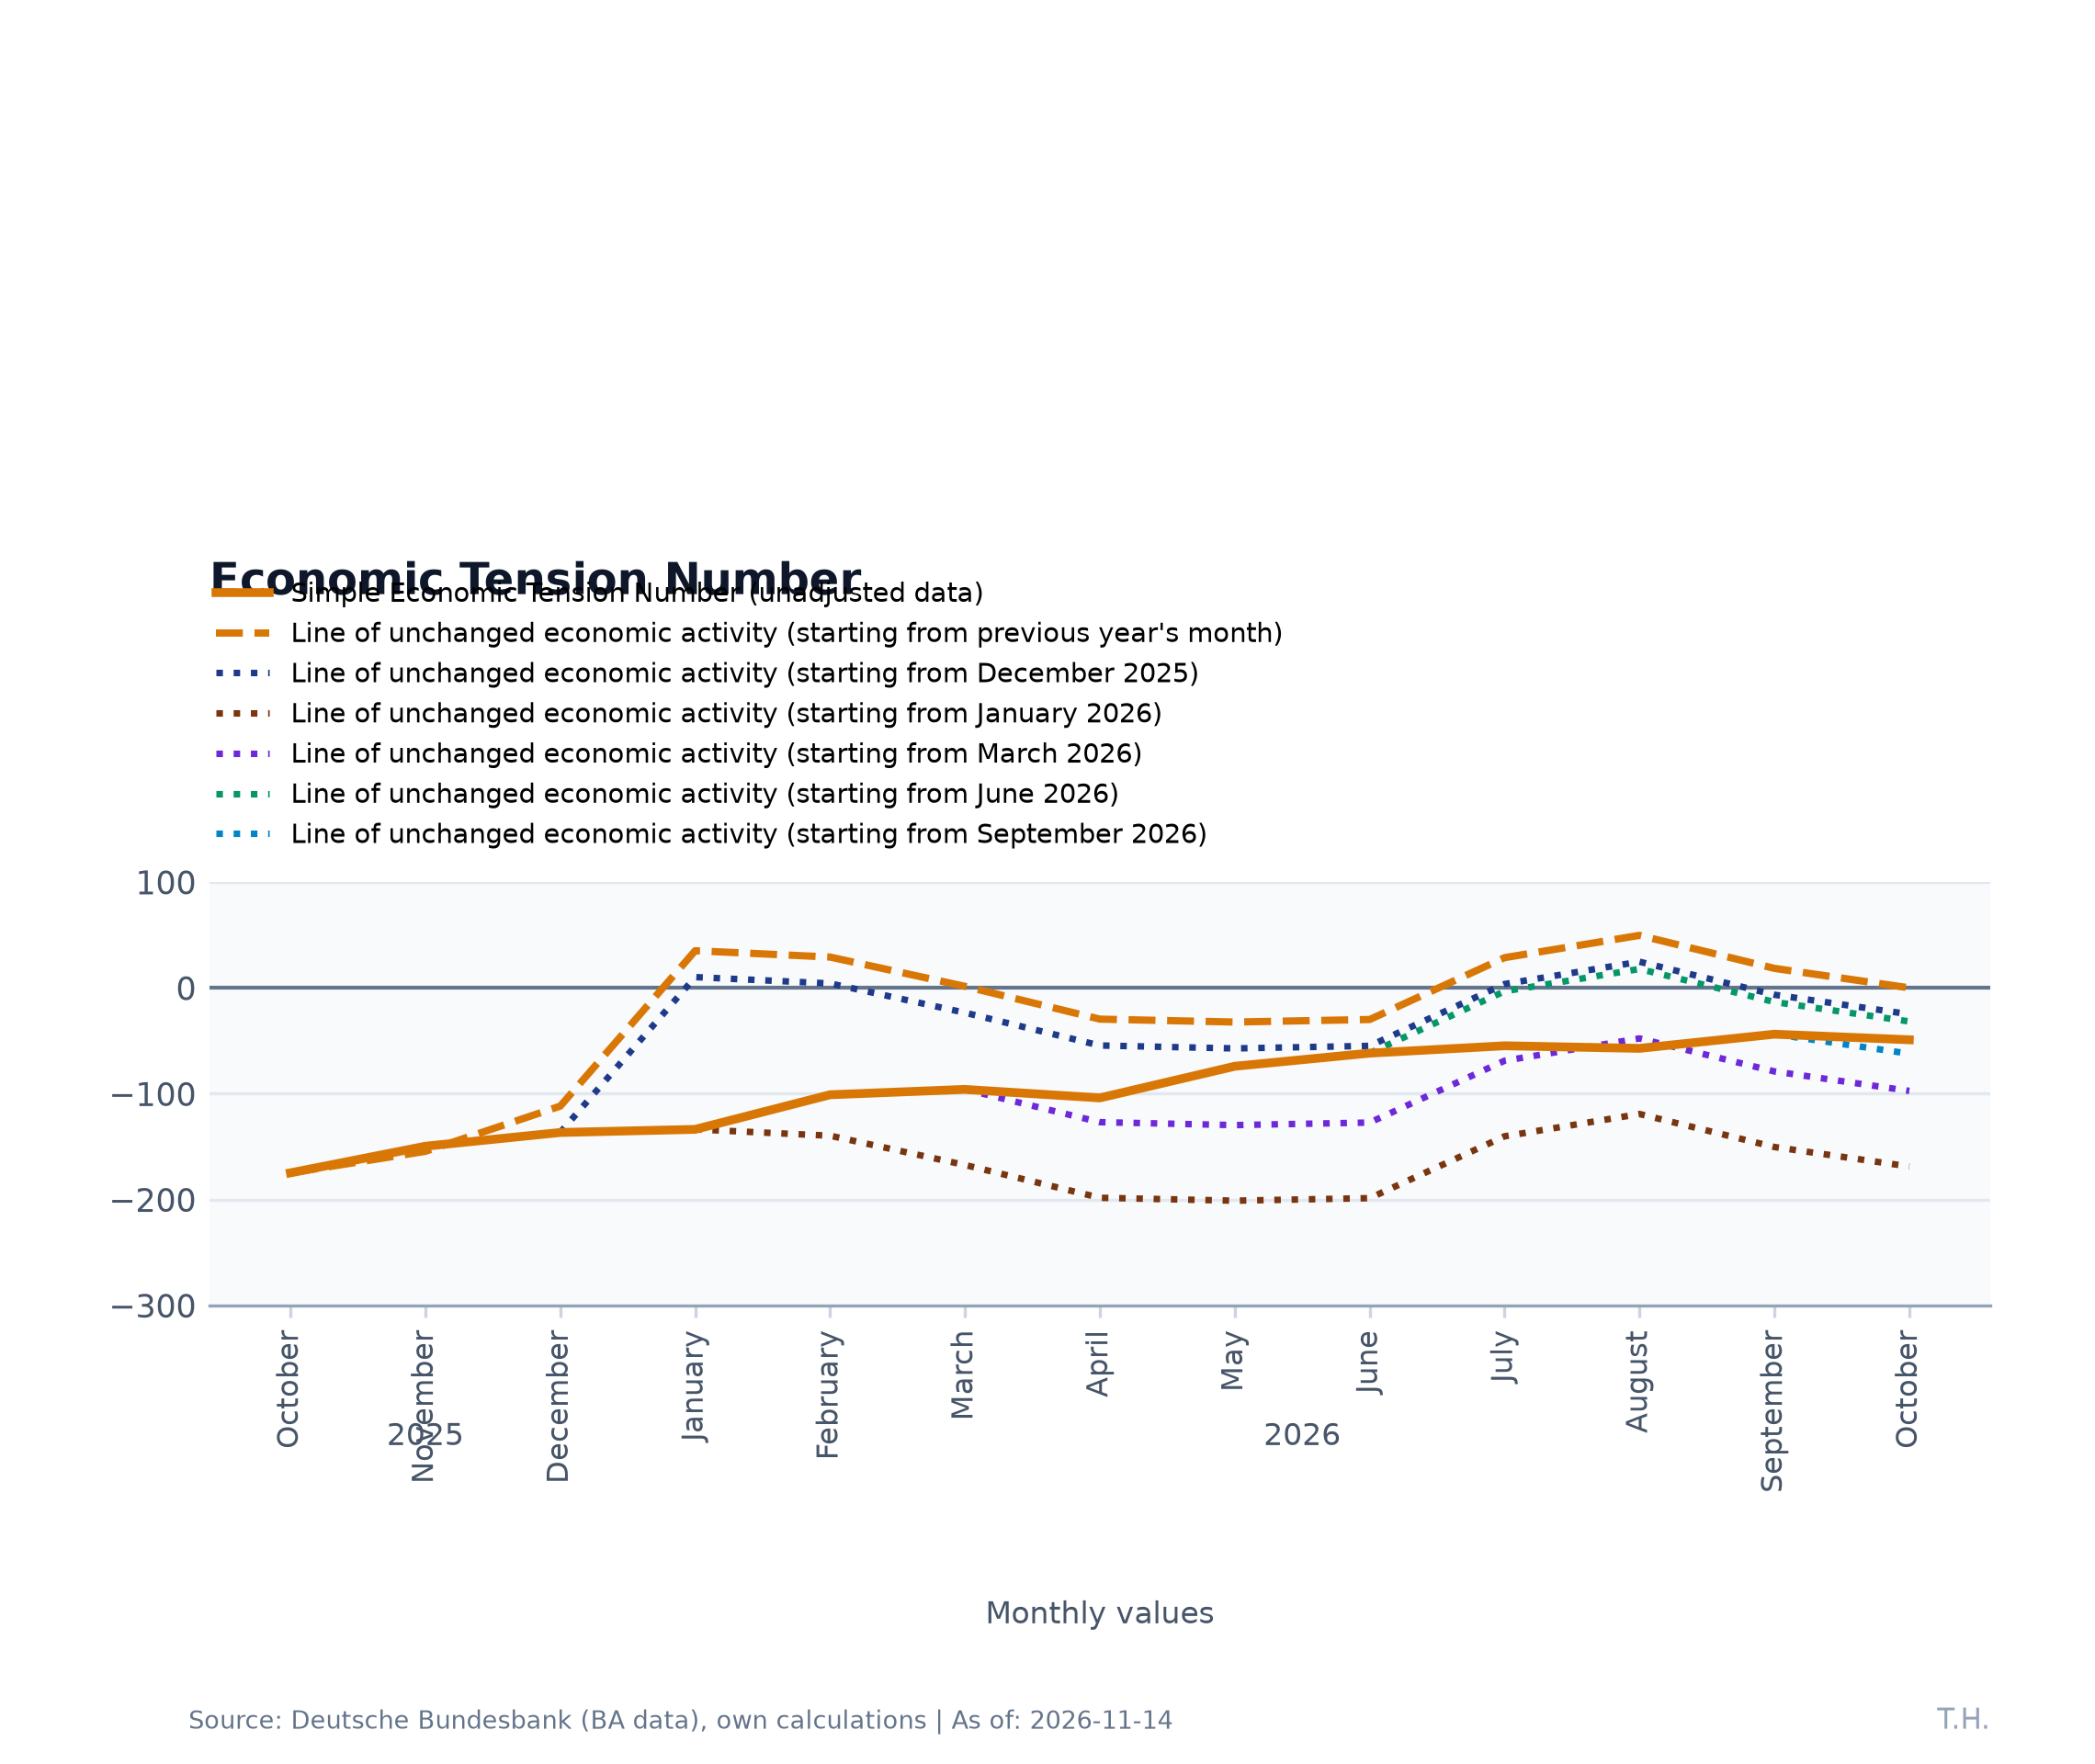 Economic Tension Number
Simple Economic Tension Number (unadjusted data)
Line of unchanged economic activity (starting from previous year's month)
Line of unchanged economic activity (starting from December 2025)
Line of unchanged economic activity (starting from January 2026)
Line of unchanged economic activity (starting from March 2026)
Line of unchanged economic activity (starting from June 2026)
Line of unchanged economic activity (starting from September 2026)
100
0
−100
−200
−300
October
November
December
January
February
March
April
May
June
July
August
September
October
2025
2026
Monthly values
Source: Deutsche Bundesbank (BA data), own calculations | As of: 2026-11-14
T.H.